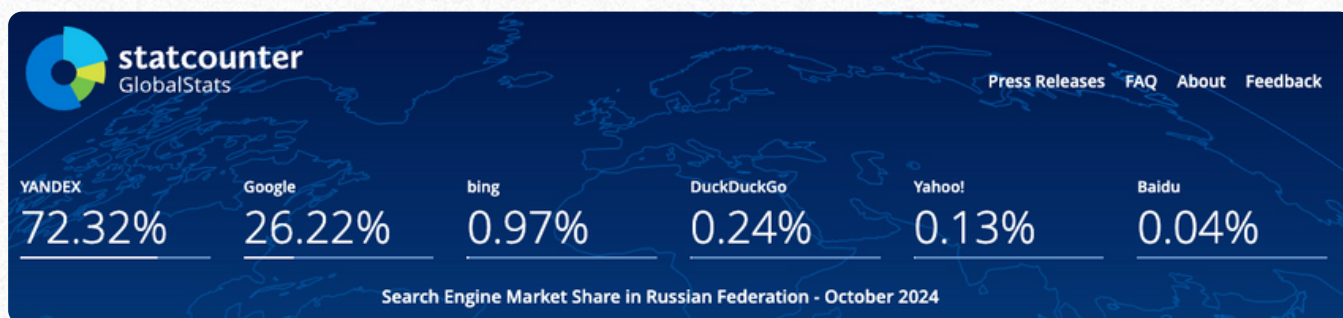 statcounter
GlobalStats
Press Releases FAQ About Feedback
YANDEX Google bing DuckDuckGo Yahoo! Baidu
72.32% 26.22% 0.97% 0.24% 0.13% 0.04%
Search Engine Market Share in Russian Federation - October 2024